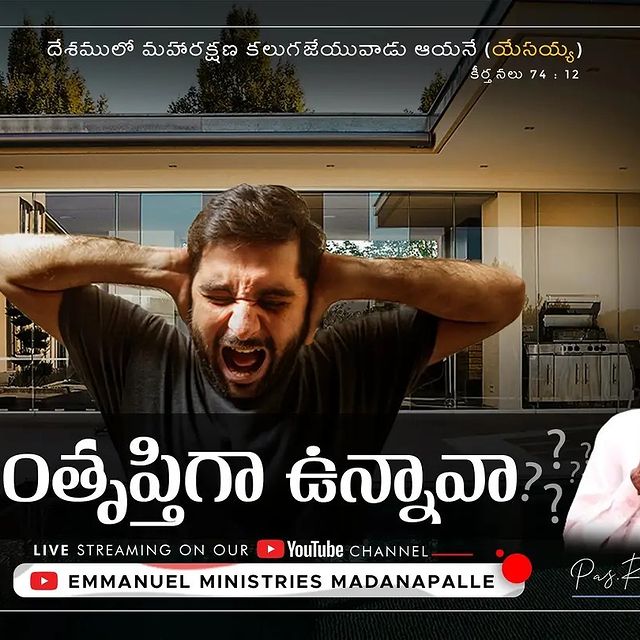 దేశములో మహారక్షణ కలుగజేయువాడు ఆయనే (యేసయ్య)
కీర్తనలు 74 : 12
ంతృప్తిగా ఉన్నావా????
LIVE STREAMING ON OUR YouTube CHANNEL
EMMANUEL MINISTRIES MADANAPALLE
Pas.